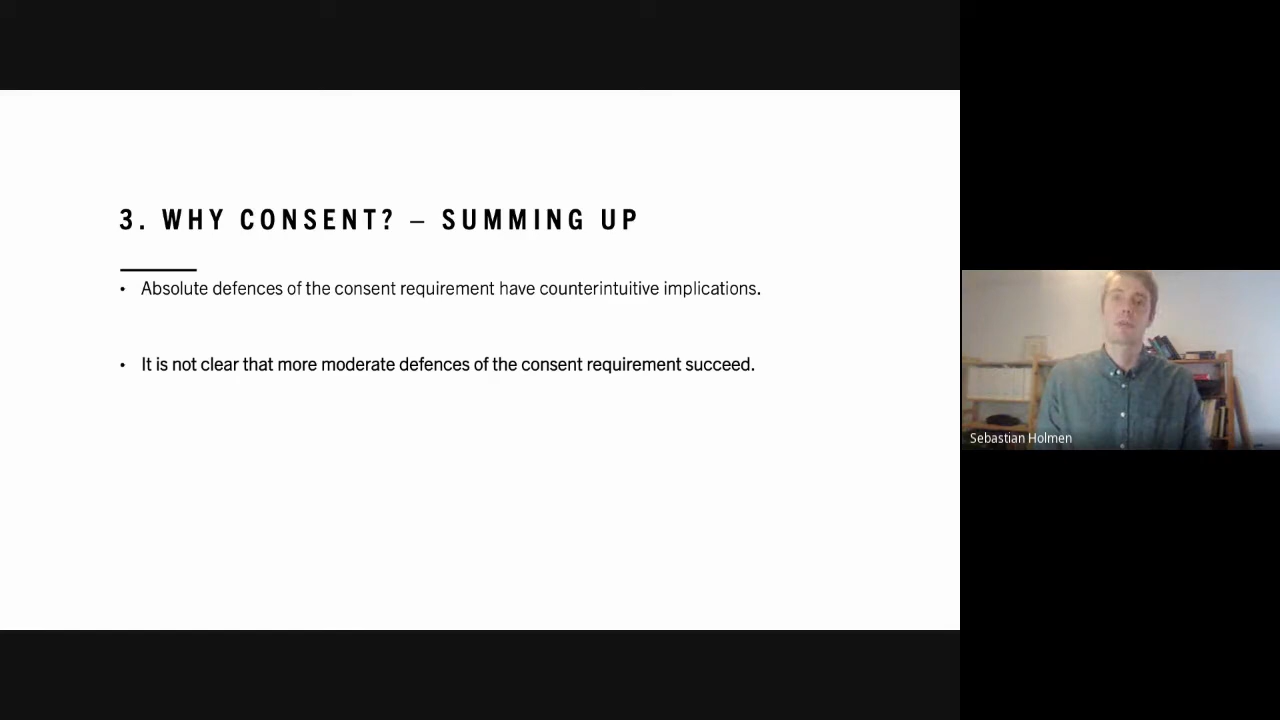 3. WHY CONSENT? – SUMMING UP
• Absolute defences of the consent requirement have counterintuitive implications.
• It is not clear that more moderate defences of the consent requirement succeed.
Sebastian Holmen